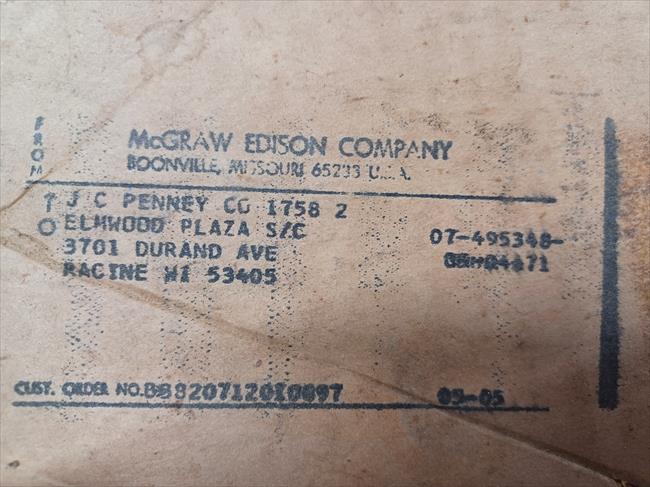 FROM
McGRAW EDISON COMPANY
BOONVILLE, MISSOURI 65233 U.S.A.
TO
J C PENNEY CO 1758 2
ELMWOOD PLAZA S/C
3701 DURAND AVE
RACINE WI 53405
07-495348-
CUST. ORDER NO.
05-05